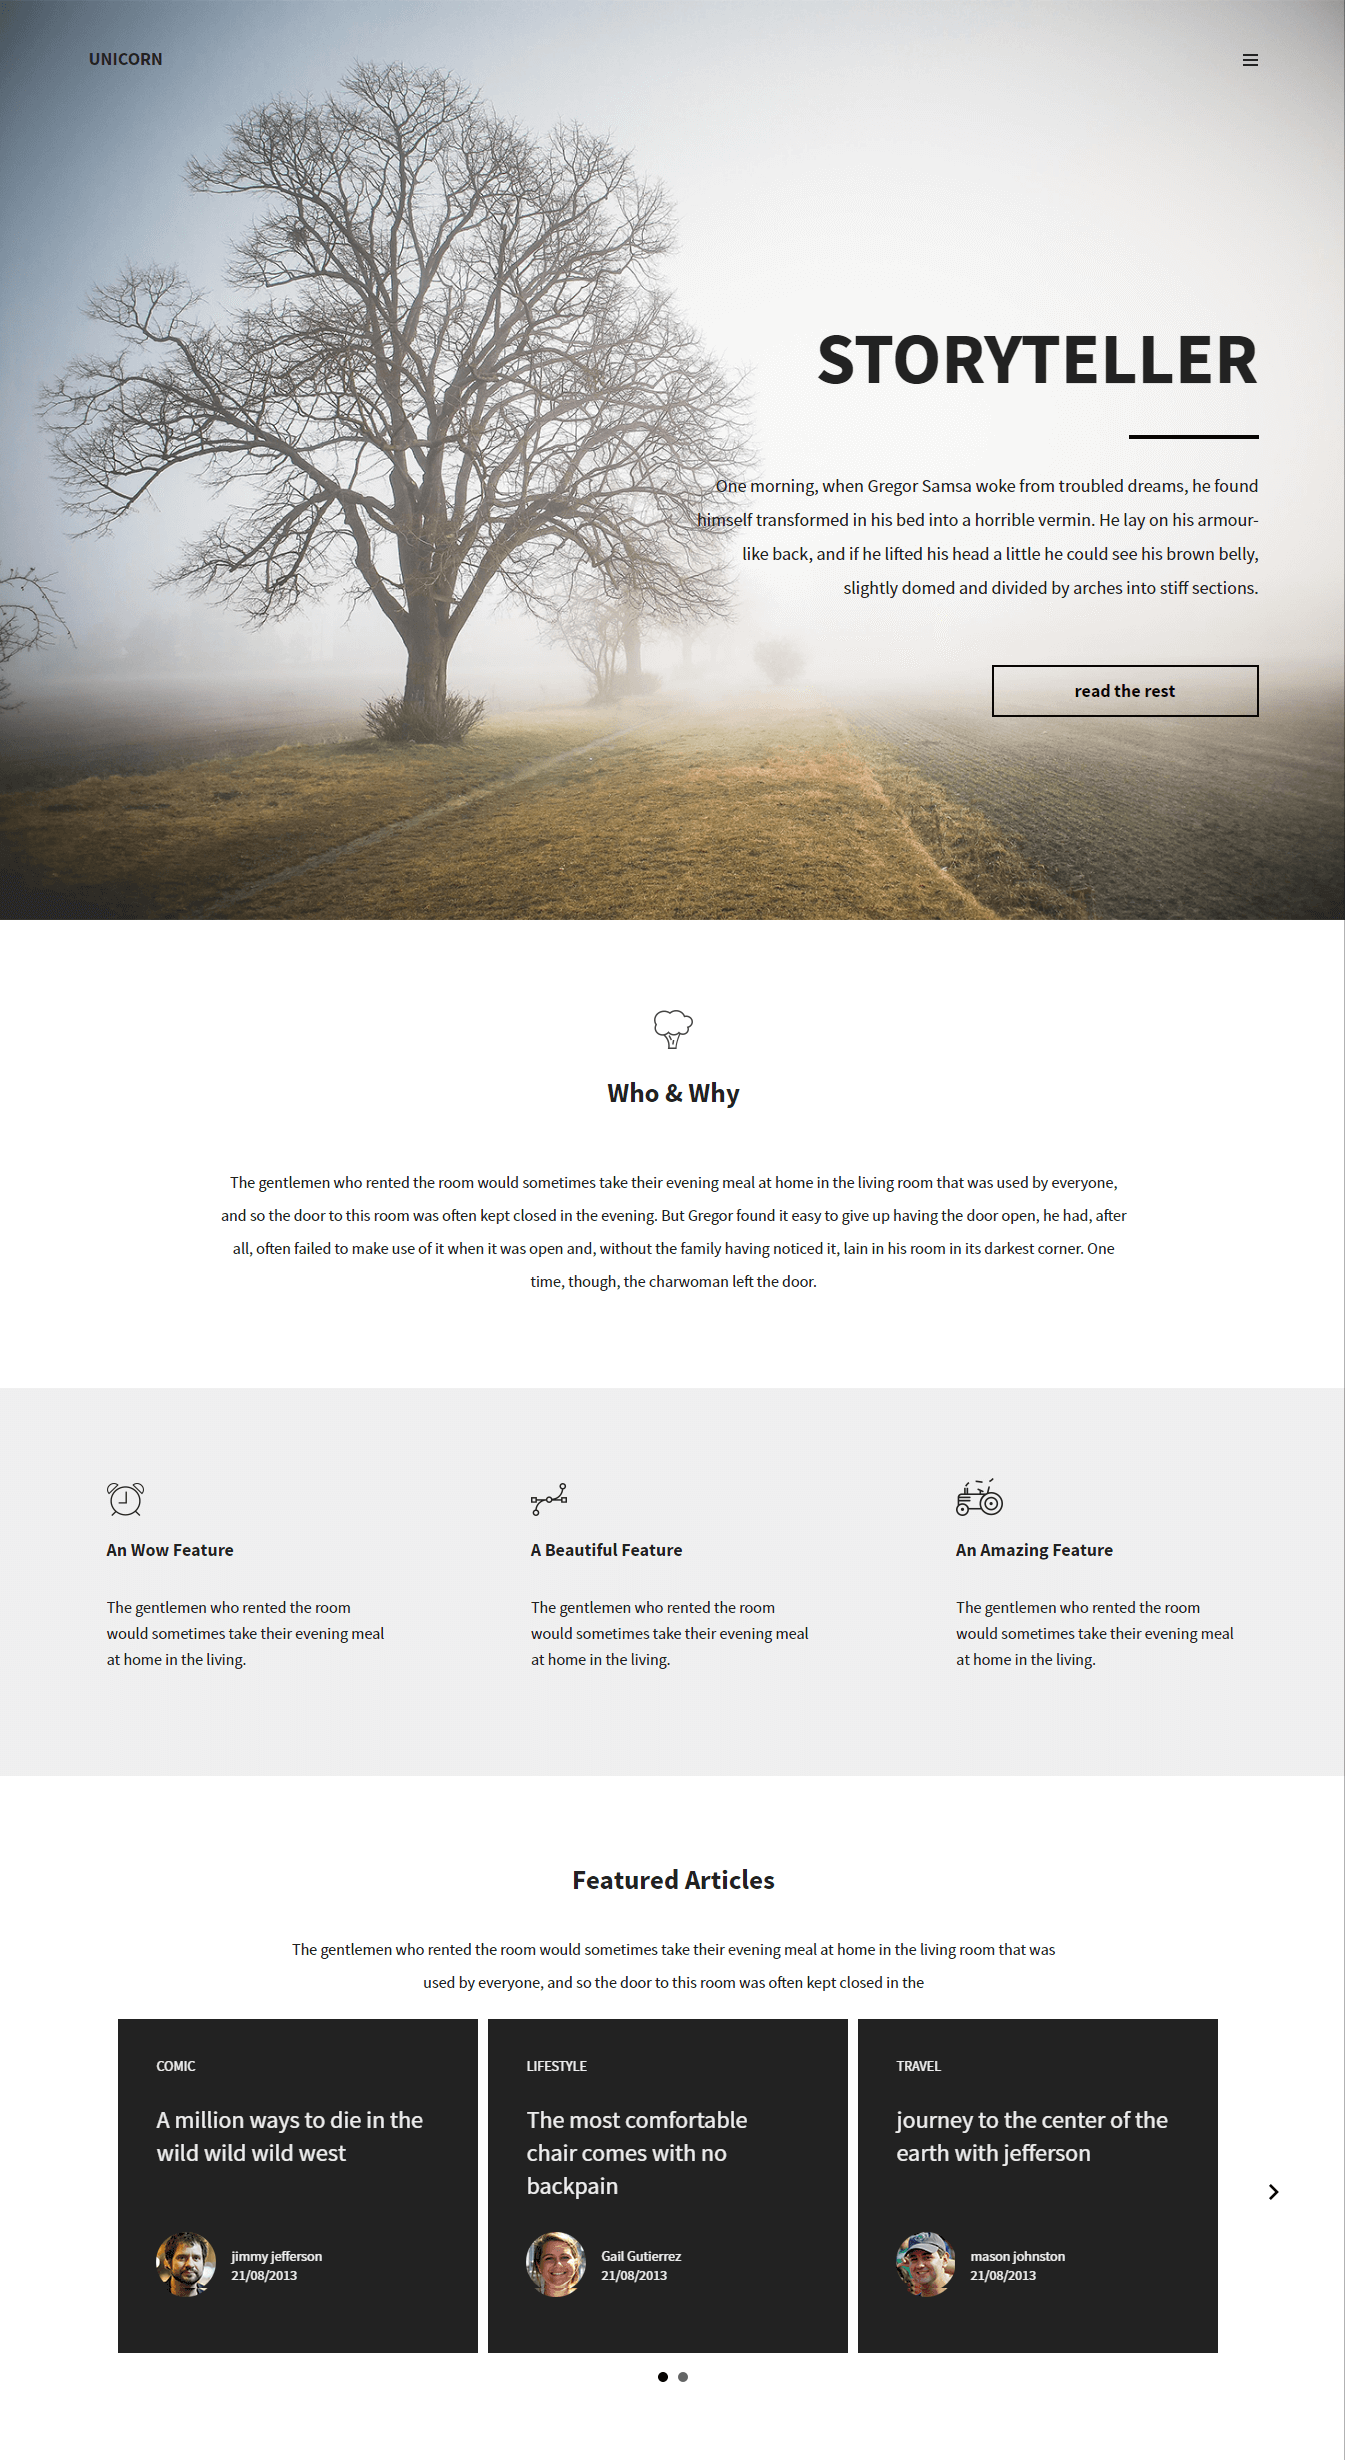 UNICORN
STORYTELLER
One morning, when Gregor Samsa woke from troubled dreams, he found
himself transformed in his bed into a horrible vermin. He lay on his armour-
like back, and if he lifted his head a little he could see his brown belly,
slightly domed and divided by arches into stiff sections.
read the rest
Who & Why
The gentlemen who rented the room would sometimes take their evening meal at home in the living room that was used by everyone,
and so the door to this room was often kept closed in the evening. But Gregor found it easy to give up having the door open, he had, after
all, often failed to make use of it when it was open and, without the family having noticed it, lain in his room in its darkest corner. One
time, though, the charwoman left the door.
An Wow Feature
The gentlemen who rented the room
would sometimes take their evening meal
at home in the living.
A Beautiful Feature
The gentlemen who rented the room
would sometimes take their evening meal
at home in the living.
An Amazing Feature
The gentlemen who rented the room
would sometimes take their evening meal
at home in the living.
Featured Articles
The gentlemen who rented the room would sometimes take their evening meal at home in the living room that was
used by everyone, and so the door to this room was often kept closed in the
COMIC
A million ways to die in the
wild wild wild west
jimmy jefferson
21/08/2013
LIFESTYLE
The most comfortable
chair comes with no
backpain
Gail Gutierrez
21/08/2013
TRAVEL
journey to the center of the
earth with jefferson
mason johnston
21/08/2013